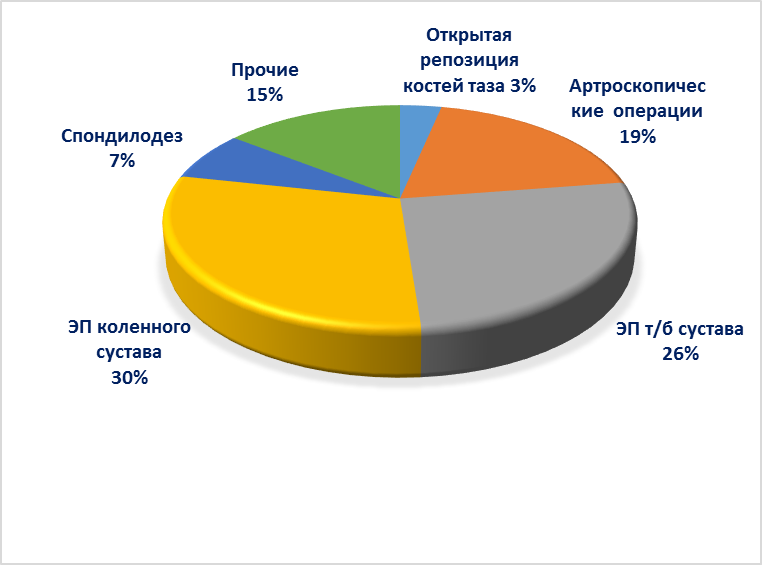 Открытая
репозиция
костей таза 3%
Артроскопичес
кие операции
19%
ЭП т/б сустава
26%
ЭП коленного
сустава
30%
Спондилодез
7%
Прочие
15%